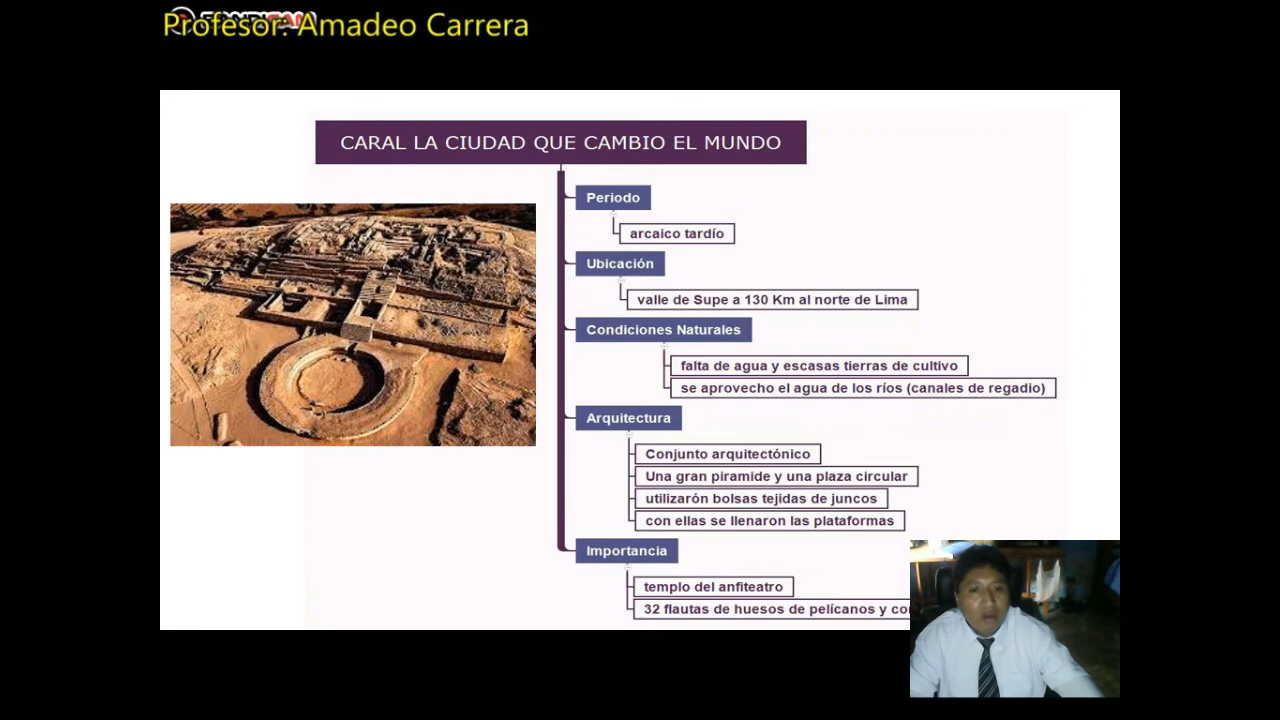 Profesor: Amadeo Carrera
CARAL LA CIUDAD QUE CAMBIO EL MUNDO
Periodo
arcaico tardío
Ubicación
valle de Supe a 130 Km al norte de Lima
Condiciones Naturales
falta de agua y escasas tierras de cultivo
se aprovecho el agua de los ríos (canales de regadio)
Arquitectura
Conjunto arquitectónico
Una gran piramide y una plaza circular
utilizarón bolsas tejidas de juncos
con ellas se llenaron las plataformas
Importancia
templo del anfiteatro
32 flautas de huesos de pelícanos y